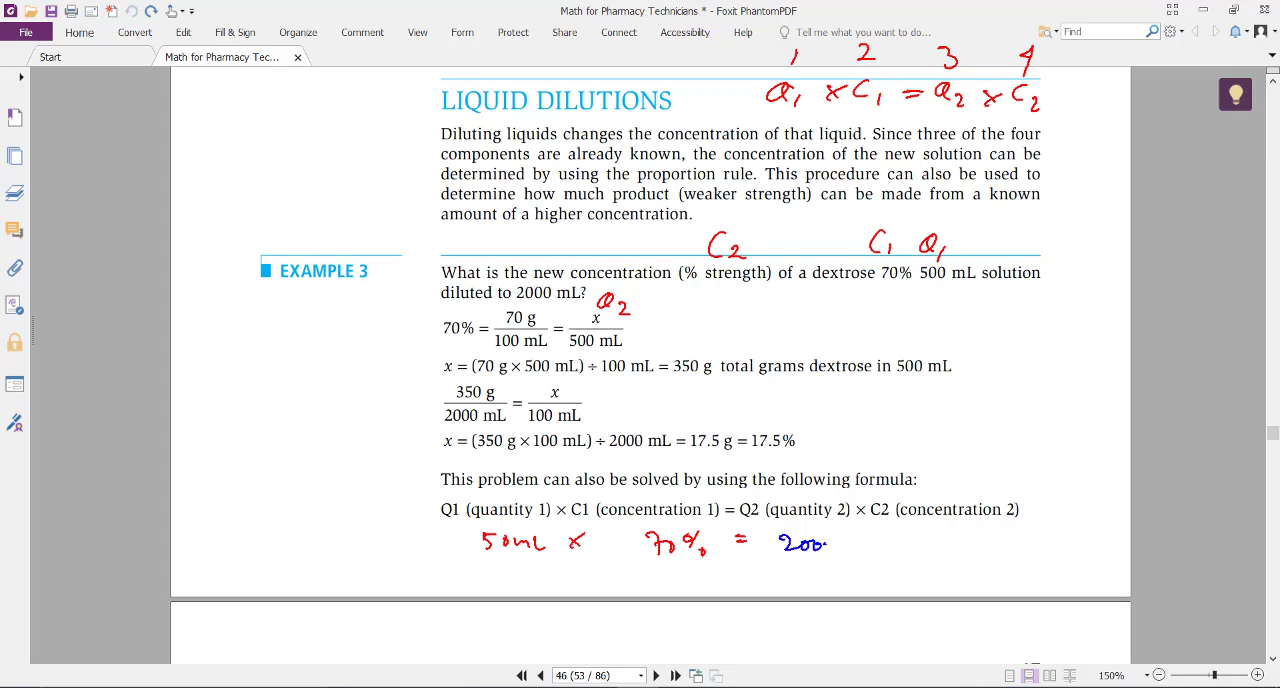 Math for Pharmacy Technicians * - Foxit PhantomPDF
File Home Convert Edit Fill & Sign Organize Comment View Form Protect Share Connect Accessibility Help Tell me what you want to do... Find
Start Math for Pharmacy Tec...
1 2 3 4
Q1 × C1 = Q2 × C2
LIQUID DILUTIONS
Diluting liquids changes the concentration of that liquid. Since three of the four
components are already known, the concentration of the new solution can be
determined by using the proportion rule. This procedure can also be used to
determine how much product (weaker strength) can be made from a known
amount of a higher concentration.
C2 C1 Q1
EXAMPLE 3
What is the new concentration (% strength) of a dextrose 70% 500 mL solution
diluted to 2000 mL?
Q2
70% = 70 g / 100 mL = x / 500 mL
x = (70 g × 500 mL) ÷ 100 mL = 350 g total grams dextrose in 500 mL
350 g / 2000 mL = x / 100 mL
x = (350 g × 100 mL) ÷ 2000 mL = 17.5 g = 17.5%
This problem can also be solved by using the following formula:
Q1 (quantity 1) × C1 (concentration 1) = Q2 (quantity 2) × C2 (concentration 2)
50mL × 70% = 200
46 (53 / 86) 150%